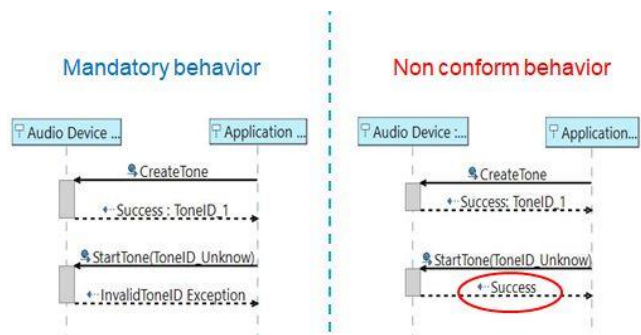 Mandatory behavior
Audio Device ...
Application ...
CreateTone
Success : ToneID_1
StartTone(ToneID_Unknow)
InvalidToneID Exception
Non conform behavior
Audio Device :...
Application...
CreateTone
Success: ToneID_1
StartTone(ToneID_Unknow)
Success